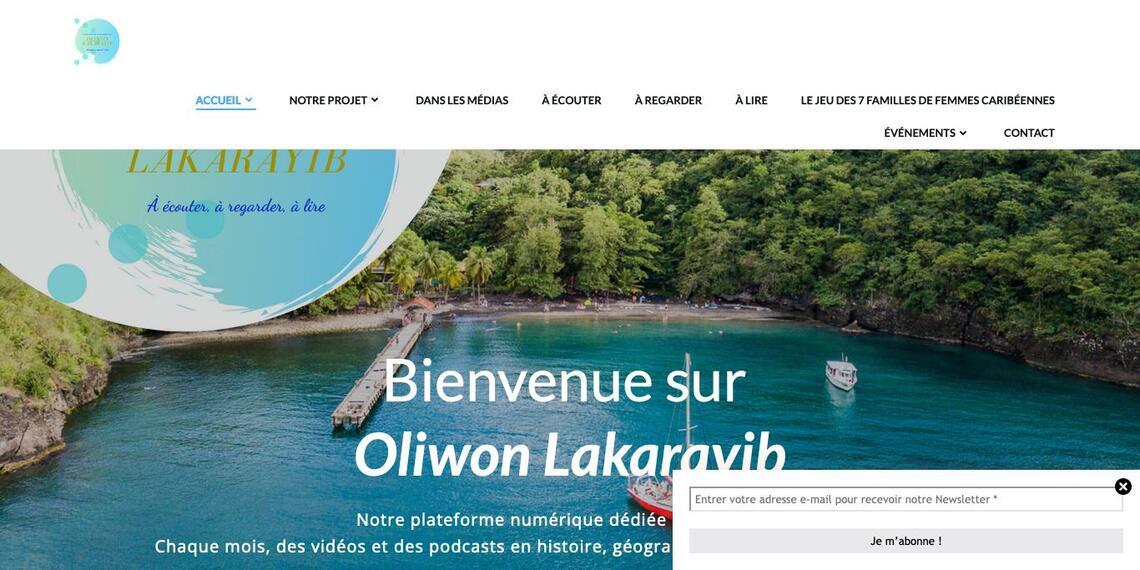 ACCUEIL
NOTRE PROJET
DANS LES MÉDIAS
À ÉCOUTER
À REGARDER
À LIRE
LE JEU DES 7 FAMILLES DE FEMMES CARIBÉENNES
ÉVÉNEMENTS
CONTACT
LAKARAYIB
À écouter, à regarder, à lire
Bienvenue sur
Oliwon Lakarayib
Notre plateforme numérique dédiée
Chaque mois, des vidéos et des podcasts en histoire, géogra
Entrer votre adresse e-mail pour recevoir notre Newsletter *
Je m’abonne !